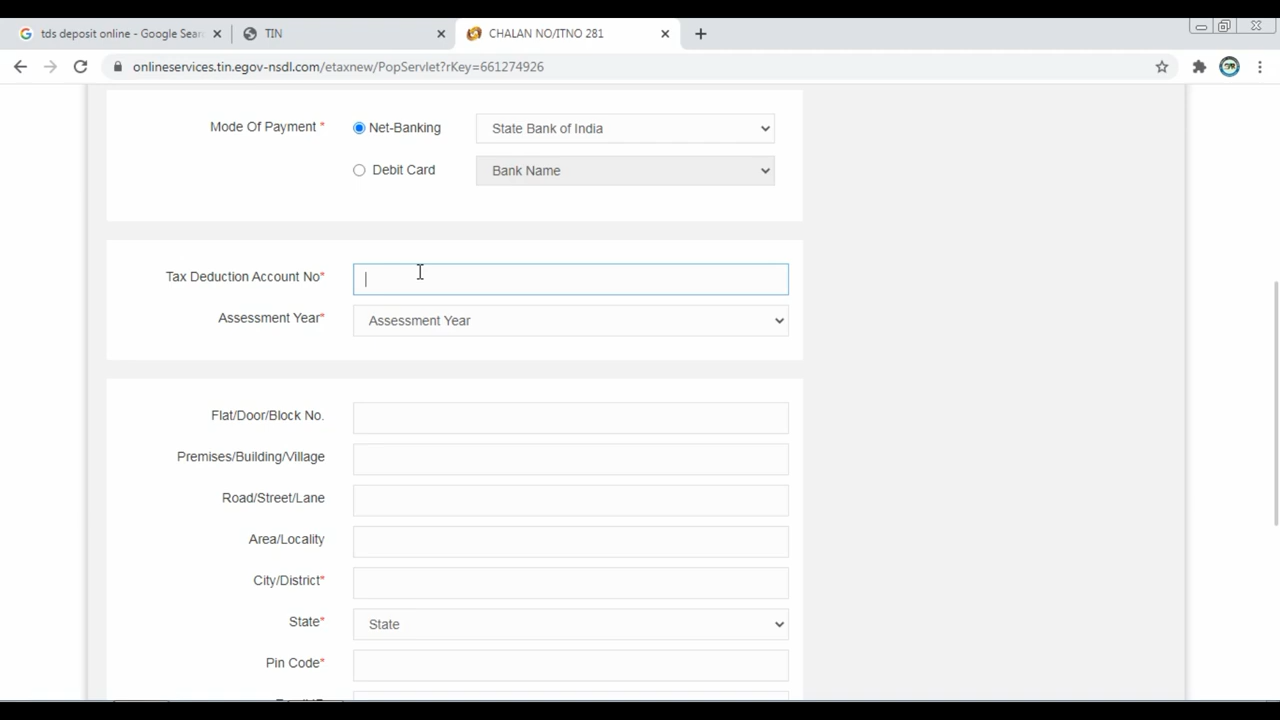 tds deposit online - Google Sear
TIN
CHALAN NO/ITNO 281
onlineservices.tin.egov-nsdl.com/etaxnew/PopServlet?rKey=661274926
Mode Of Payment * Net-Banking State Bank of India
Debit Card Bank Name
Tax Deduction Account No*
Assessment Year* Assessment Year
Flat/Door/Block No.
Premises/Building/Village
Road/Street/Lane
Area/Locality
City/District*
State* State
Pin Code*